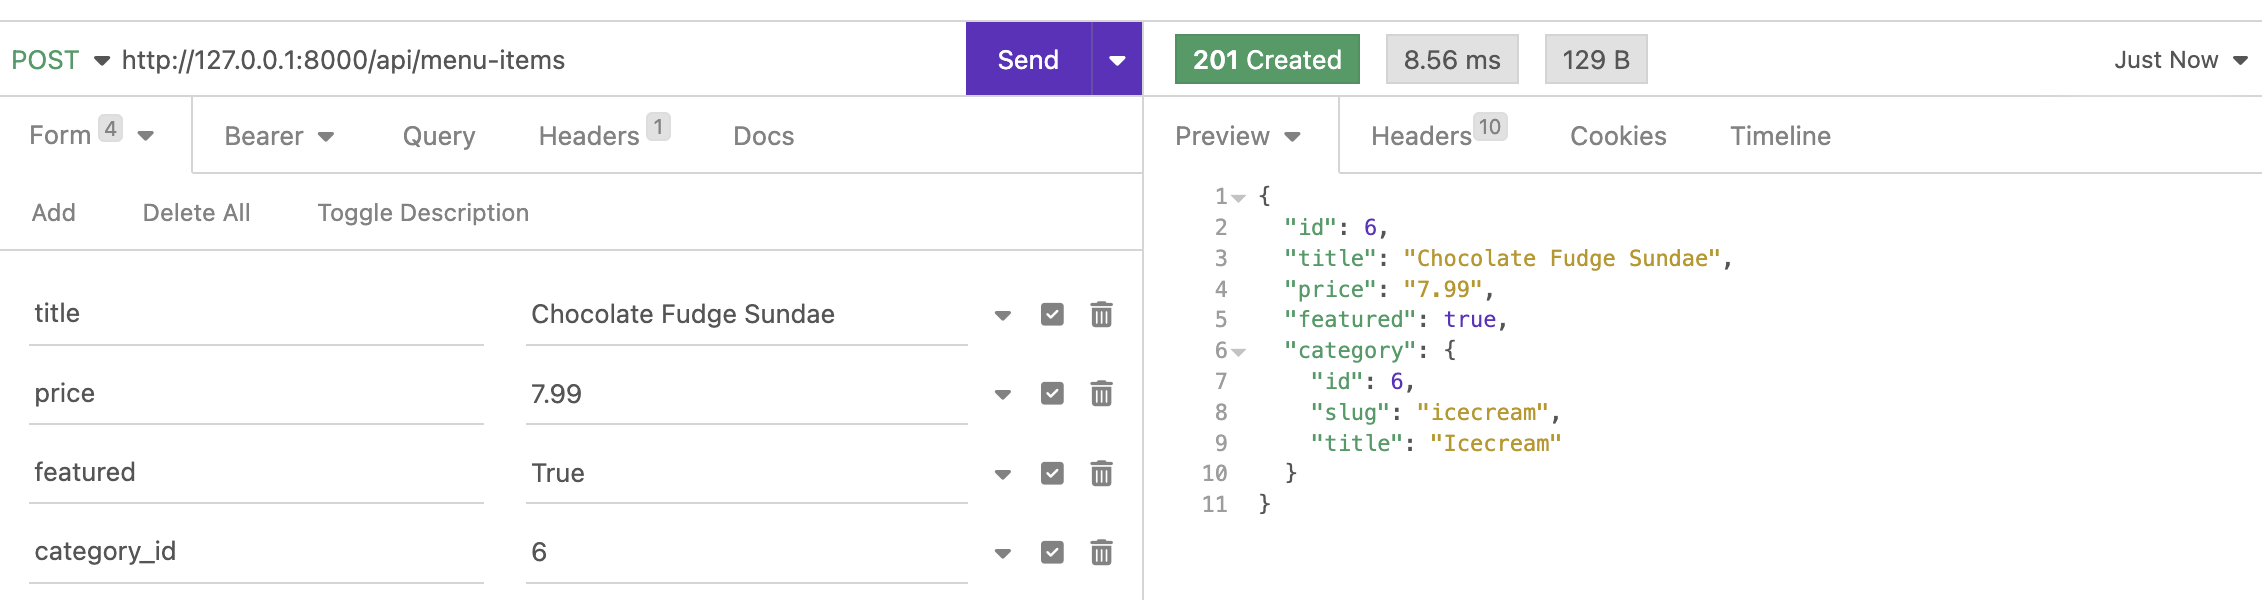 POST http://127.0.0.1:8000/api/menu-items Send
Form 4 Bearer Query Headers 1 Docs
Add Delete All Toggle Description
title Chocolate Fudge Sundae
price 7.99
featured True
category_id 6
201 Created 8.56 ms 129 B Just Now
Preview Headers 10 Cookies Timeline
1 {
2 "id": 6,
3 "title": "Chocolate Fudge Sundae",
4 "price": "7.99",
5 "featured": true,
6 "category": {
7 "id": 6,
8 "slug": "icecream",
9 "title": "Icecream"
10 }
11 }